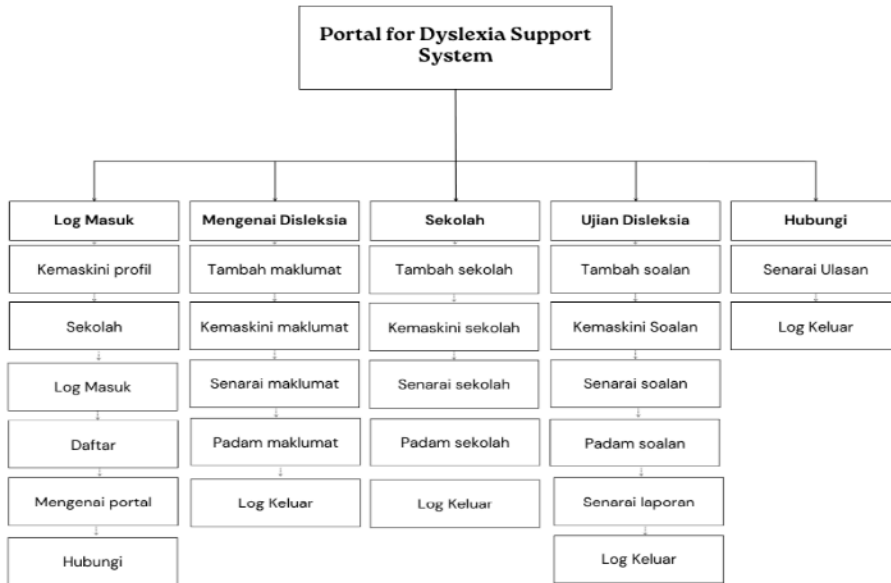 Portal for Dyslexia Support
System
Log Masuk
Kemaskini profil
Sekolah
Log Masuk
Daftar
Mengenai portal
Hubungi
Mengenai Disleksia
Tambah maklumat
Kemaskini maklumat
Senarai maklumat
Padam maklumat
Log Keluar
Sekolah
Tambah sekolah
Kemaskini sekolah
Senarai sekolah
Padam sekolah
Log Keluar
Ujian Disleksia
Tambah soalan
Kemaskini Soalan
Senarai soalan
Padam soalan
Senarai laporan
Log Keluar
Hubungi
Senarai Ulasan
Log Keluar